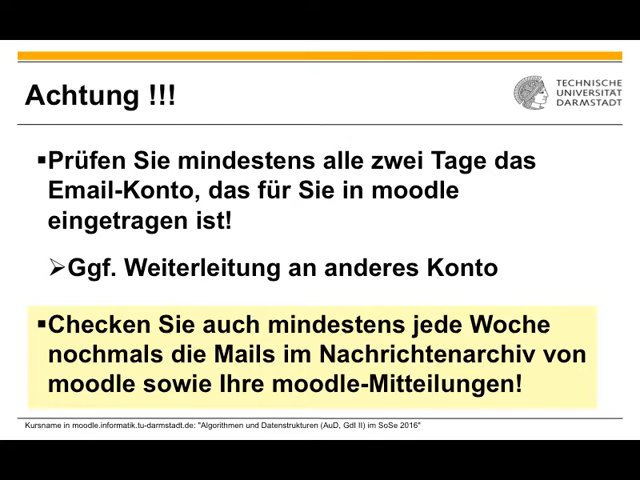 Achtung !!!
TECHNISCHE
UNIVERSITÄT
DARMSTADT
▪Prüfen Sie mindestens alle zwei Tage das
Email-Konto, das für Sie in moodle
eingetragen ist!
➢Ggf. Weiterleitung an anderes Konto
▪Checken Sie auch mindestens jede Woche
nochmals die Mails im Nachrichtenarchiv von
moodle sowie Ihre moodle-Mitteilungen!
Kursname in moodle.informatik.tu-darmstadt.de: "Algorithmen und Datenstrukturen (AuD, GdI II) im SoSe 2016"